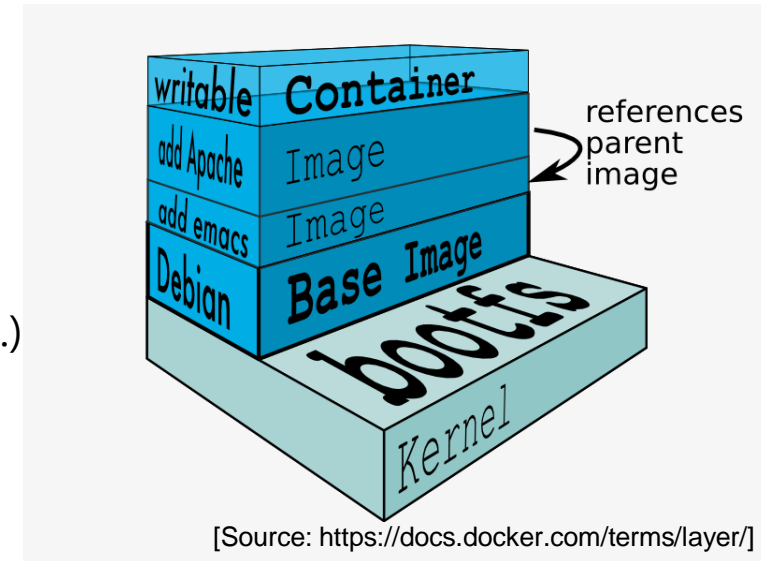 writable Container
add Apache Image
add emacs Image
Debian Base Image
references
parent
image
bootfs
Kernel
.)
[Source: https://docs.docker.com/terms/layer/]